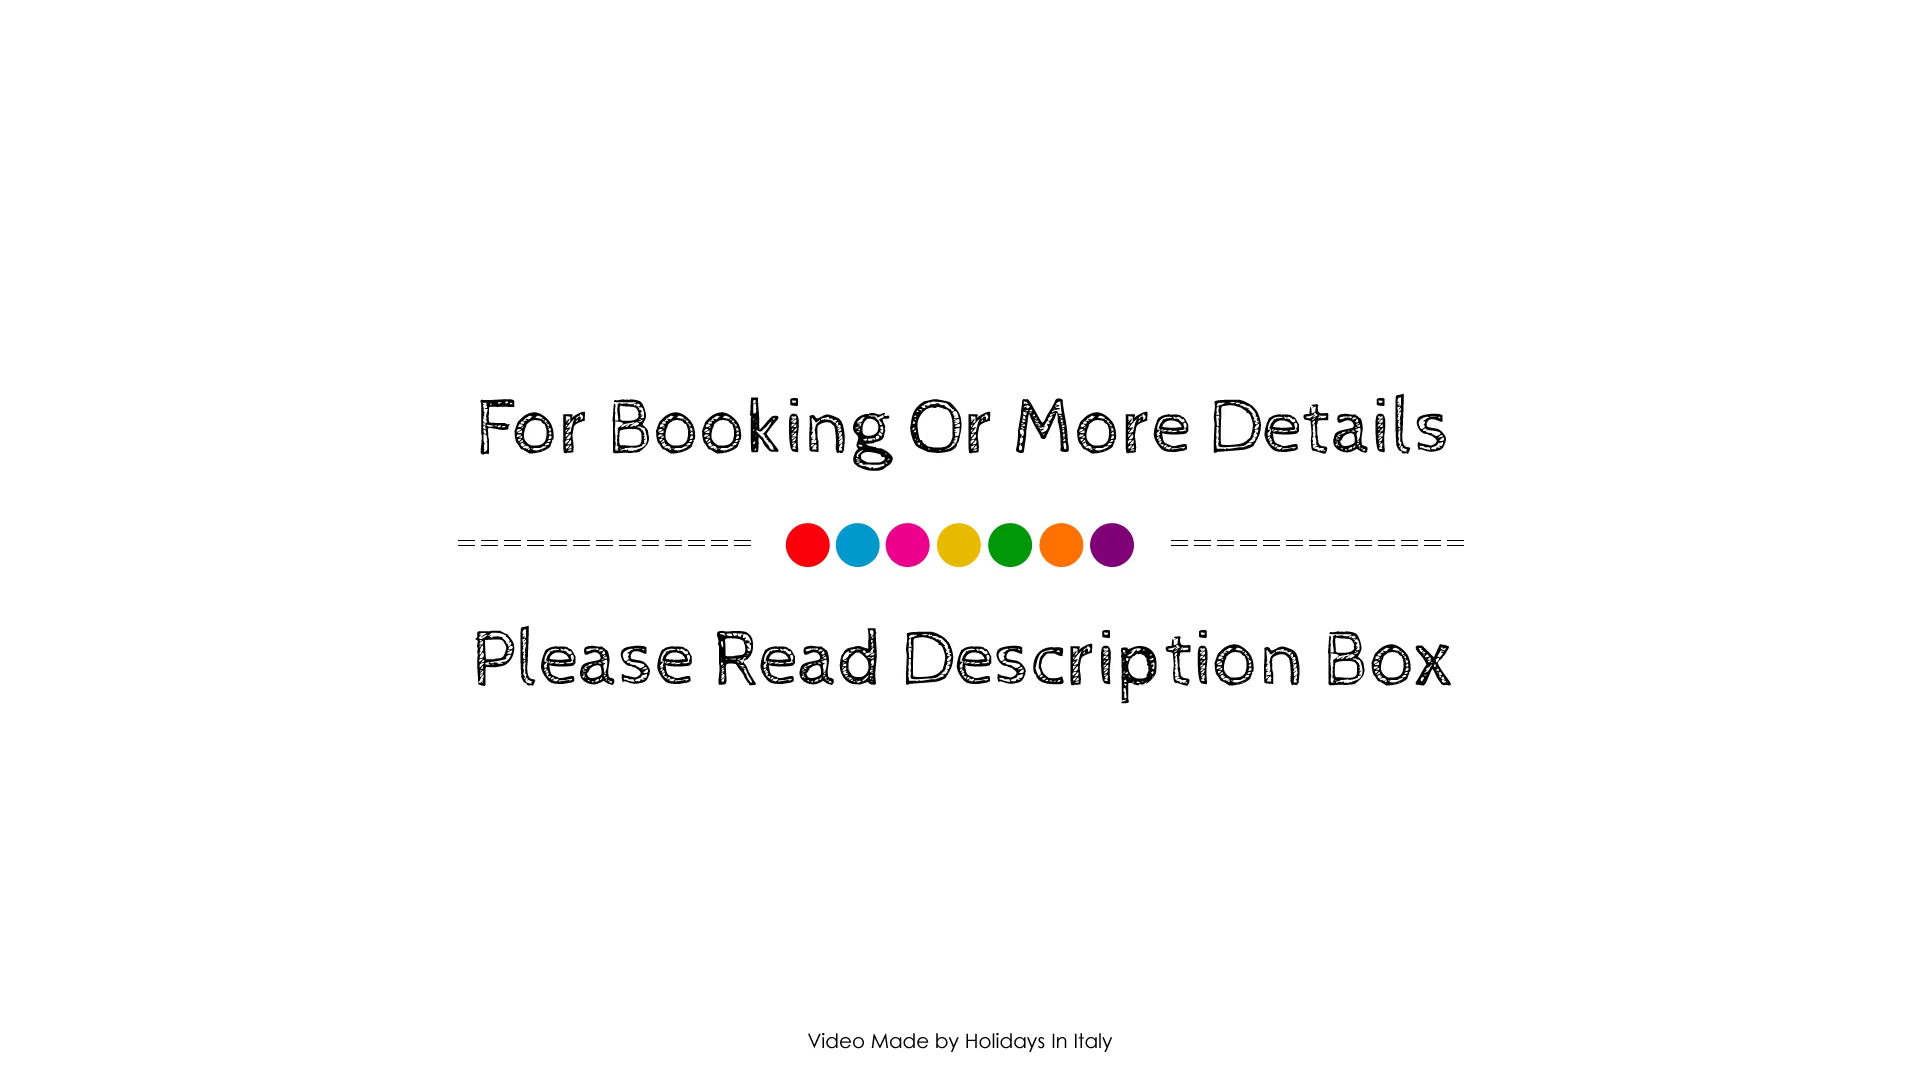 For Booking Or More Details
============= =============
Please Read Description Box
Video Made by Holidays In Italy